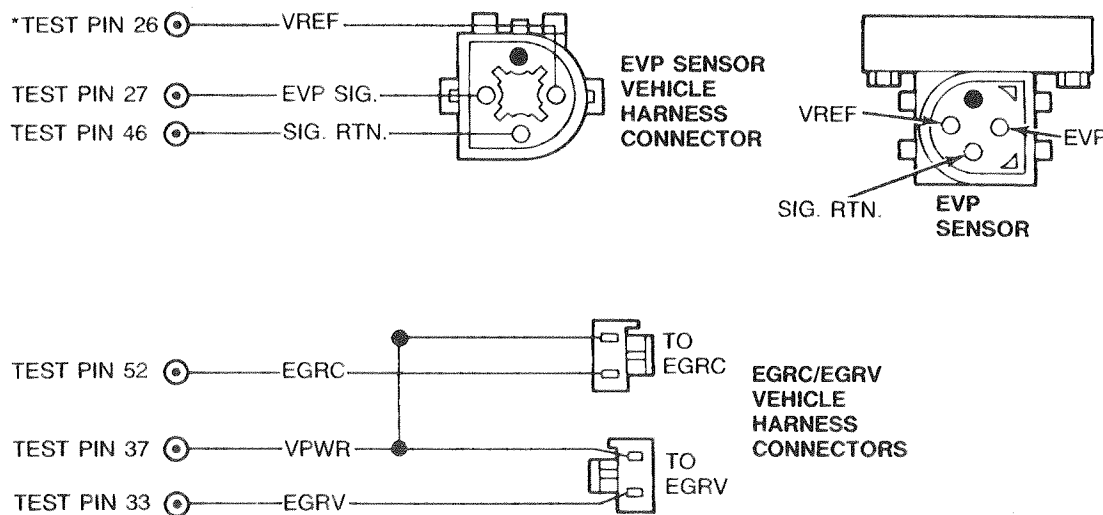 *TEST PIN 26 VREF
TEST PIN 27 EVP SIG.
TEST PIN 46 SIG. RTN.
EVP SENSOR
VEHICLE
HARNESS
CONNECTOR
VREF
EVP
SIG. RTN.
EVP
SENSOR
TEST PIN 52 EGRC
TEST PIN 37 VPWR
TEST PIN 33 EGRV
TO
EGRC
TO
EGRV
EGRC/EGRV
VEHICLE
HARNESS
CONNECTORS